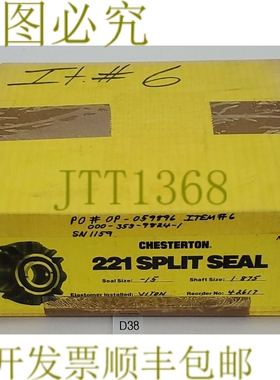 图必究
It. # 6
JTT1368
PO # OP-059896 ITEM #6
000-353-9824-1
SN 1159
CHESTERTON
221 SPLIT SEAL
Seal Size: -15 Shaft Size: 1.875
Elastomer Installed: VITON Reorder No: 42617
D38
开发票或顺丰